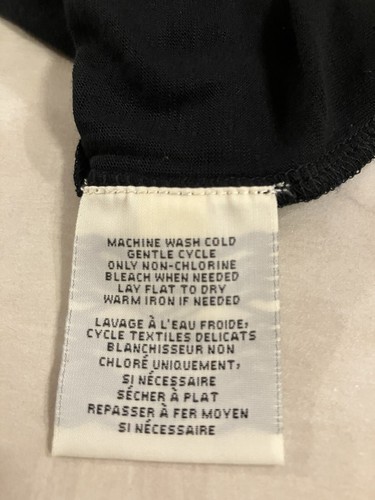 MACHINE WASH COLD
GENTLE CYCLE
ONLY NON-CHLORINE
BLEACH WHEN NEEDED
LAY FLAT TO DRY
WARM IRON IF NEEDED
LAVAGE À L'EAU FROIDE,
CYCLE TEXTILES DELICATS
BLANCHISSEUR NON
CHLORÉ UNIQUEMENT,
SI NÉCESSAIRE
SÉCHER À PLAT
REPASSER À FER MOYEN
SI NÉCESSAIRE